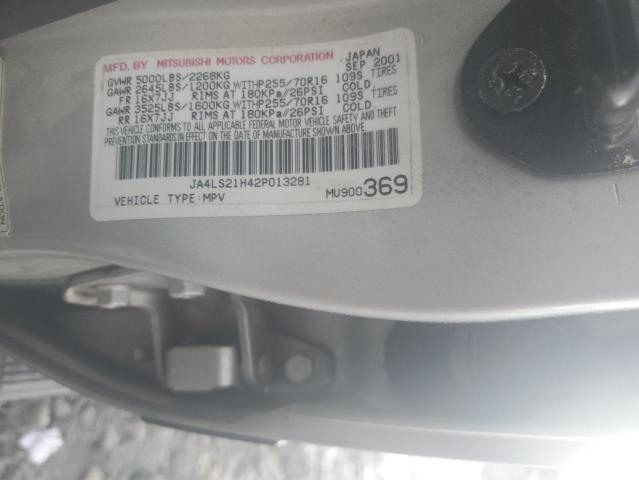 MFD. BY MITSUBISHI MOTORS CORPORATION JAPAN
GVWR 5000LBS/2268KG SEP 2001
GAWR 2645LBS/1200KG WITHP255/70R16 109S TIRES
FR 16X7JJ RIMS AT 180KPa/26PSI COLD.
GAWR 3525LBS/1600KG WITHP255/70R16 109S TIRES
RR 16X7JJ RIMS AT 180KPa/26PSI COLD.
THIS VEHICLE CONFORMS TO ALL APPLICABLE FEDERAL MOTOR VEHICLE SAFETY AND THEFT
PREVENTION STANDARDS IN EFFECT ON THE DATE OF MANUFACTURE SHOWN ABOVE.
JA4LS21H42P013281
VEHICLE TYPE:MPV MU900369